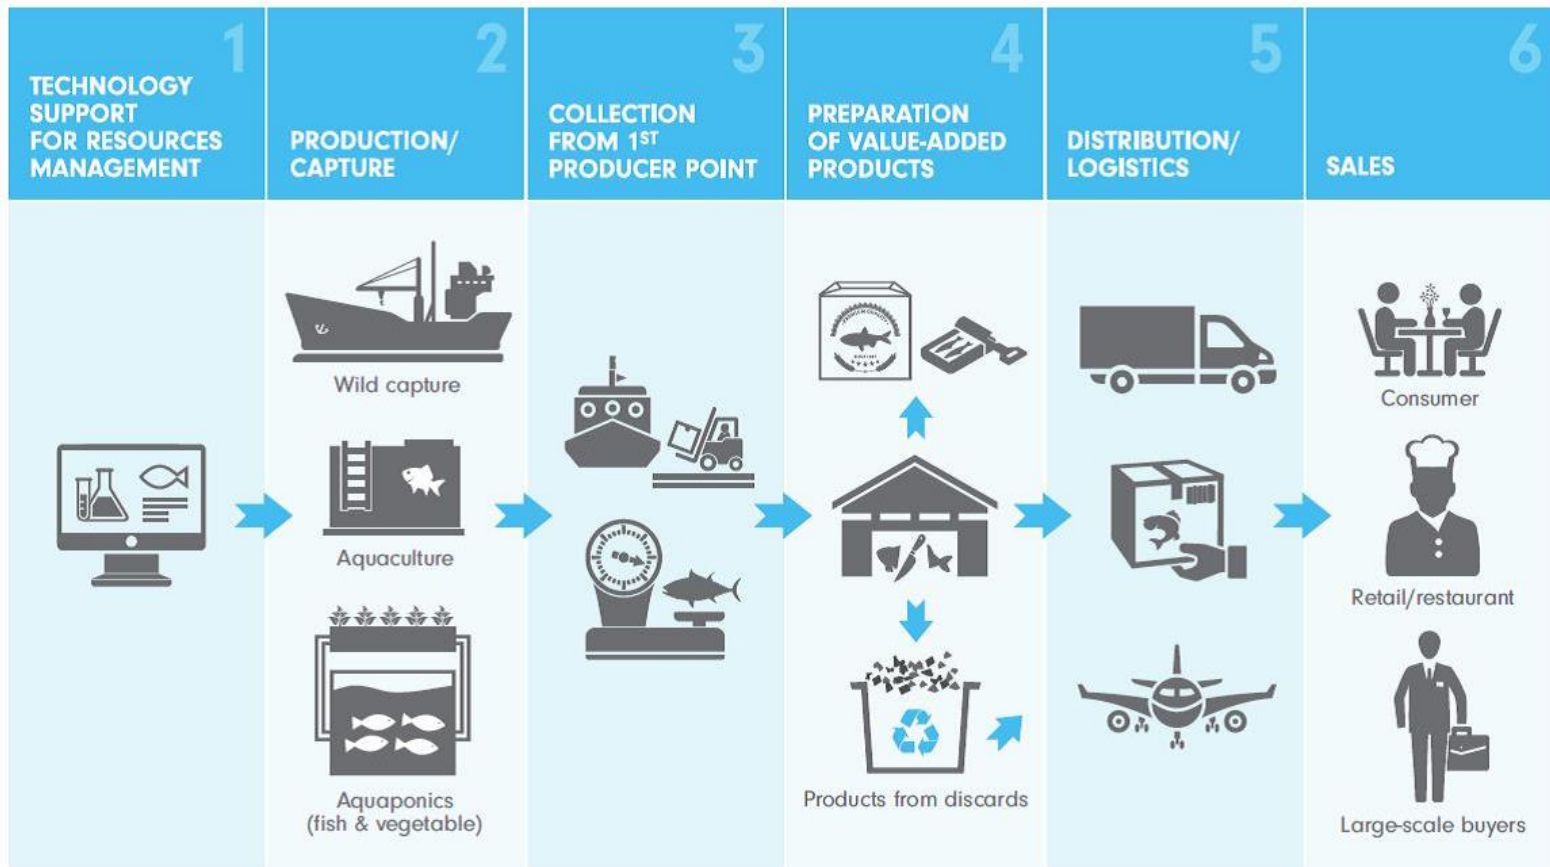 1
TECHNOLOGY
SUPPORT
FOR RESOURCES
MANAGEMENT
2
PRODUCTION/
CAPTURE
3
COLLECTION
FROM 1ST
PRODUCER POINT
4
PREPARATION
OF VALUE-ADDED
PRODUCTS
5
DISTRIBUTION/
LOGISTICS
6
SALES
Wild capture
Aquaculture
Aquaponics
(fish & vegetable)
Products from discards
Consumer
Retail/restaurant
Large-scale buyers